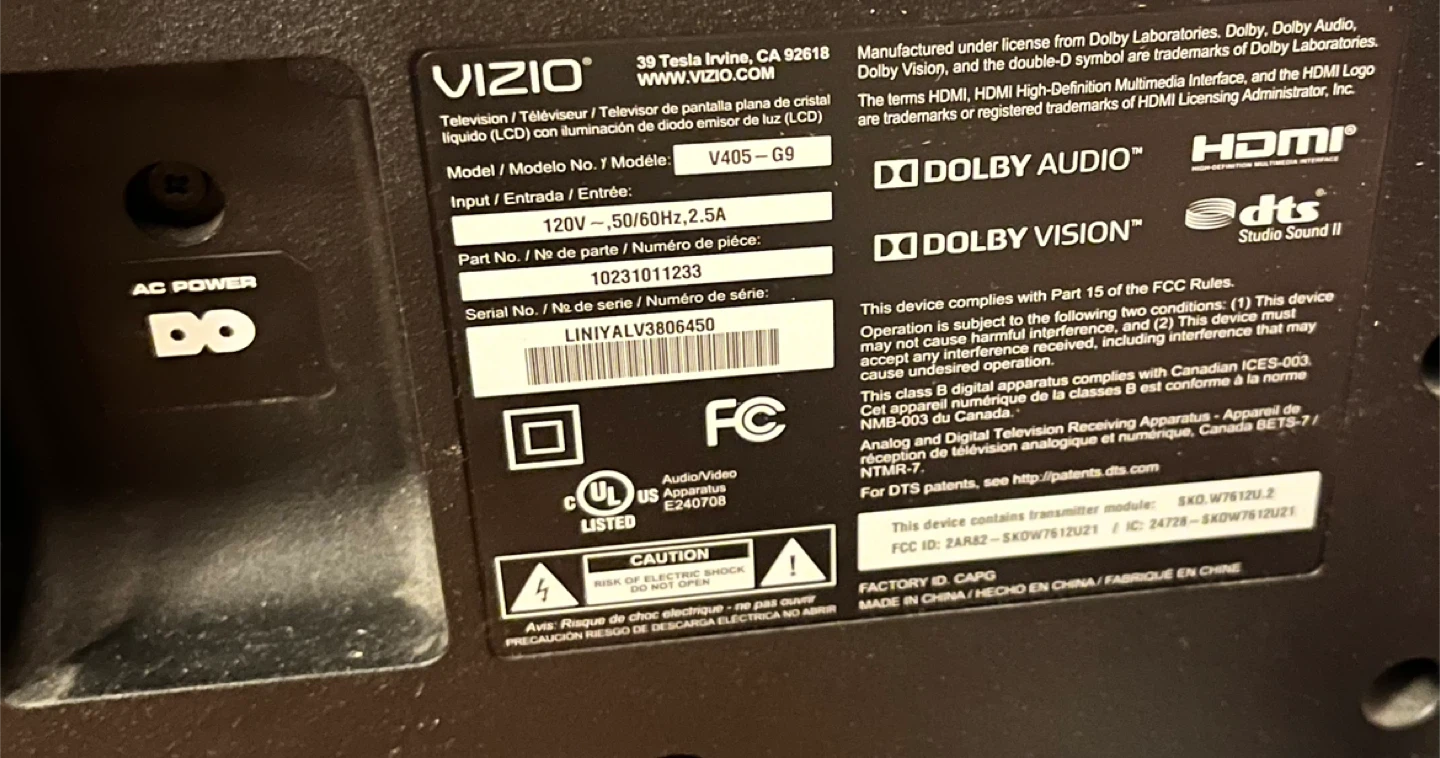 AC POWER
VIZIO®
39 Tesla Irvine, CA 92618
WWW.VIZIO.COM
Television / Téléviseur / Televisor de pantalla plana de cristal
líquido (LCD) con iluminación de diodo emisor de luz (LCD)
Model / Modelo No. / Modéle: V405-G9
Input / Entrada / Entrée:
120V ~,50/60Hz,2.5A
Part No. / № de parte / Numéro de piéce:
10231011233
Serial No. / № de serie / Numéro de série:
LINIYALV3806450
FC
c UL US
LISTED
Audio/Video
Apparatus
E240708
CAUTION
RISK OF ELECTRIC SHOCK
DO NOT OPEN
Avis: Risque de choc electrique - ne pas ouvrir
PRECAUCIÓN RIESGO DE DESCARGA ELÉCTRICA NO ABRIR
Manufactured under license from Dolby Laboratories. Dolby, Dolby Audio,
Dolby Vision, and the double-D symbol are trademarks of Dolby Laboratories.
The terms HDMI, HDMI High-Definition Multimedia Interface, and the HDMI Logo
are trademarks or registered trademarks of HDMI Licensing Administrator, Inc.
DOLBY AUDIO™
HDMI®
HIGH-DEFINITION MULTIMEDIA INTERFACE
DOLBY VISION™
dts®
Studio Sound II
This device complies with Part 15 of the FCC Rules.
Operation is subject to the following two conditions: (1) This device
may not cause harmful interference, and (2) This device must
accept any interference received, including interference that may
cause undesired operation.
This class B digital apparatus complies with Canadian ICES-003.
Cet appareil numérique de la classes B est conforme à la norme
NMB-003 du Canada.
Analog and Digital Television Receiving Apparatus - Appareil de
réception de télévision analogique et numérique, Canada BETS-7 /
NTMR-7.
For DTS patents, see http://patents.dts.com
This device contains transmitter module: SKO.W7612U.2
FCC ID: 2AR82-SKOW7612U21 / IC: 24728-SKOW7612U21
FACTORY ID. CAPG
MADE IN CHINA / HECHO EN CHINA / FABRIQUÉ EN CHINE